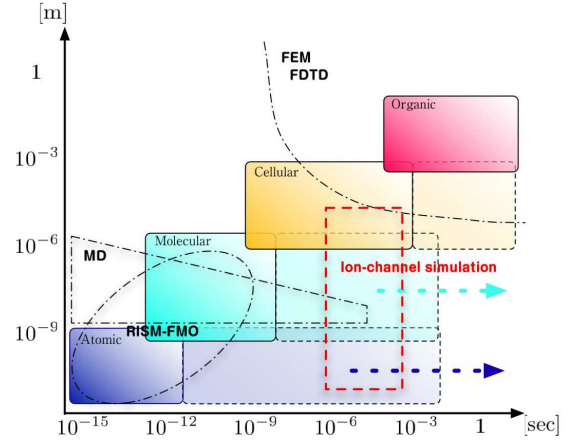 [m]
FEM
FDTD
1
Organic
10^-3
Cellular
10^-6
Molecular
MD
Ion-channel simulation
10^-9
RISM-FMO
Atomic
10^-15 10^-12 10^-9 10^-6 10^-3 1 [sec]